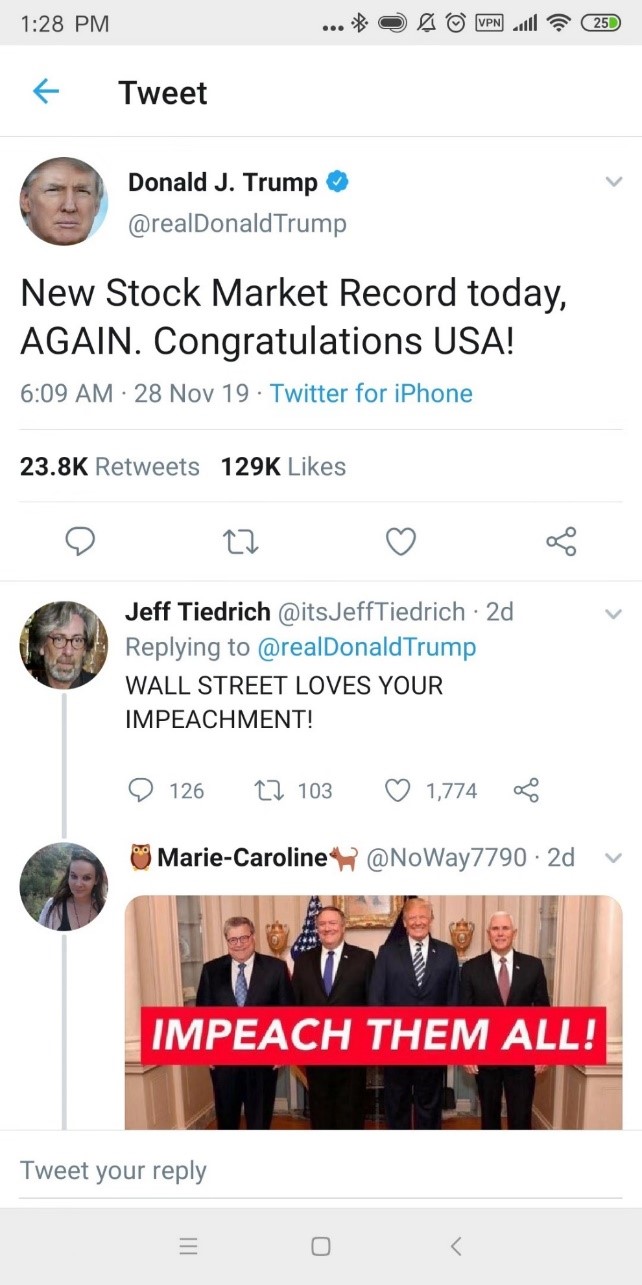 1:28 PM
VPN
25
Tweet
Donald J. Trump
@realDonaldTrump
New Stock Market Record today,
AGAIN. Congratulations USA!
6:09 AM · 28 Nov 19 · Twitter for iPhone
23.8K Retweets 129K Likes
Jeff Tiedrich @itsJeffTiedrich · 2d
Replying to @realDonaldTrump
WALL STREET LOVES YOUR
IMPEACHMENT!
126 103 1,774
🦉Marie-Caroline🐕 @NoWay7790 · 2d
IMPEACH THEM ALL!
Tweet your reply